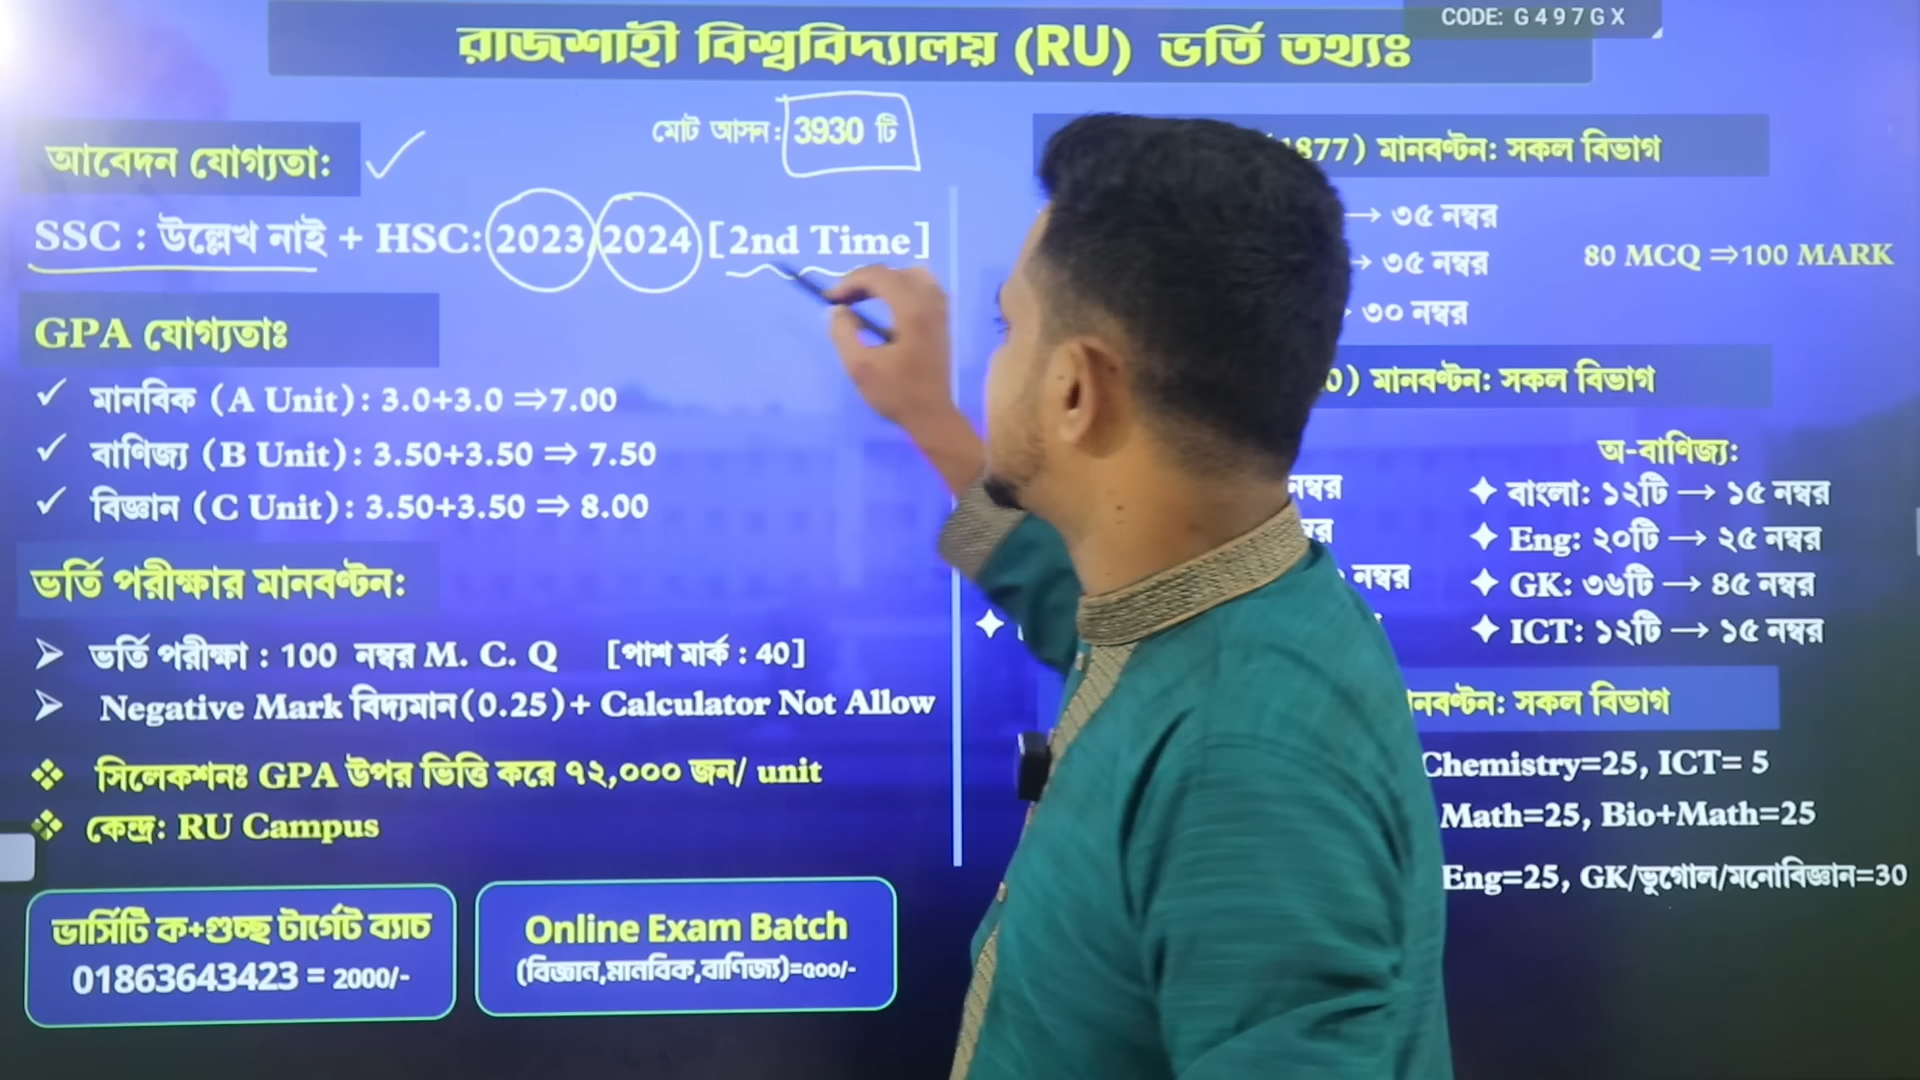 CODE: G497GX
রাজশাহী বিশ্ববিদ্যালয় (RU) ভর্তি তথ্যঃ
মোট আসন: 3930 টি
আবেদন যোগ্যতা:
SSC : উল্লেখ নাই + HSC: 2023/2024 [2nd Time]
GPA যোগ্যতাঃ
মানবিক (A Unit): 3.0+3.0 ⇒7.00
বাণিজ্য (B Unit): 3.50+3.50 ⇒ 7.50
বিজ্ঞান (C Unit): 3.50+3.50 ⇒ 8.00
ভর্তি পরীক্ষার মানবণ্টন:
ভর্তি পরীক্ষা : 100 নম্বর M. C. Q [পাশ মার্ক : 40]
Negative Mark বিদ্যমান(0.25)+ Calculator Not Allow
সিলেকশনঃ GPA উপর ভিত্তি করে ৭২,০০০ জন/ unit
কেন্দ্র: RU Campus
ভার্সিটি ক+গুচ্ছ টার্গেট ব্যাচ
01863643423 = 2000/-
Online Exam Batch
(বিজ্ঞান,মানবিক,বাণিজ্য)=৫০০/-
1877) মানবণ্টন: সকল বিভাগ
→ ৩৫ নম্বর
→ ৩৫ নম্বর
৩০ নম্বর
80 MCQ ⇒100 MARK
0) মানবণ্টন: সকল বিভাগ
নম্বর
নম্বর
অ-বাণিজ্য:
বাংলা: ১২টি → ১৫ নম্বর
Eng: ২০টি → ২৫ নম্বর
GK: ৩৬টি → ৪৫ নম্বর
ICT: ১২টি → ১৫ নম্বর
মানবণ্টন: সকল বিভাগ
Chemistry=25, ICT= 5
Math=25, Bio+Math=25
Eng=25, GK/ভুগোল/মনোবিজ্ঞান=30